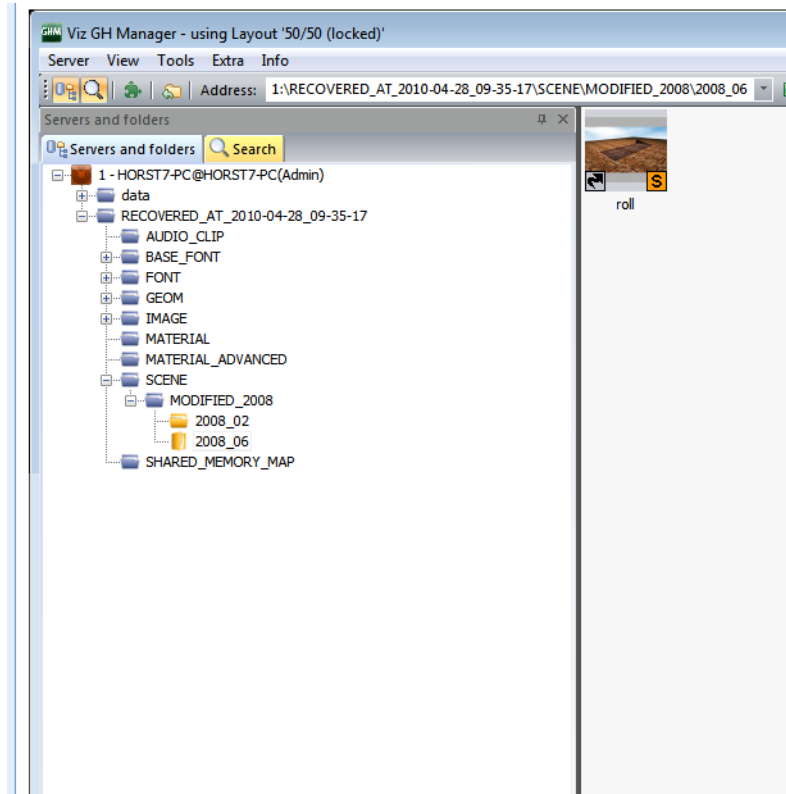 GHM Viz GH Manager - using Layout '50/50 (locked)'
Server View Tools Extra Info
Address: 1:\RECOVERED_AT_2010-04-28_09-35-17\SCENE\MODIFIED_2008\2008_06
Servers and folders
Servers and folders Search
1 - HORST7-PC@HORST7-PC(Admin)
data
RECOVERED_AT_2010-04-28_09-35-17
AUDIO_CLIP
BASE_FONT
FONT
GEOM
IMAGE
MATERIAL
MATERIAL_ADVANCED
SCENE
MODIFIED_2008
2008_02
2008_06
SHARED_MEMORY_MAP
S
roll